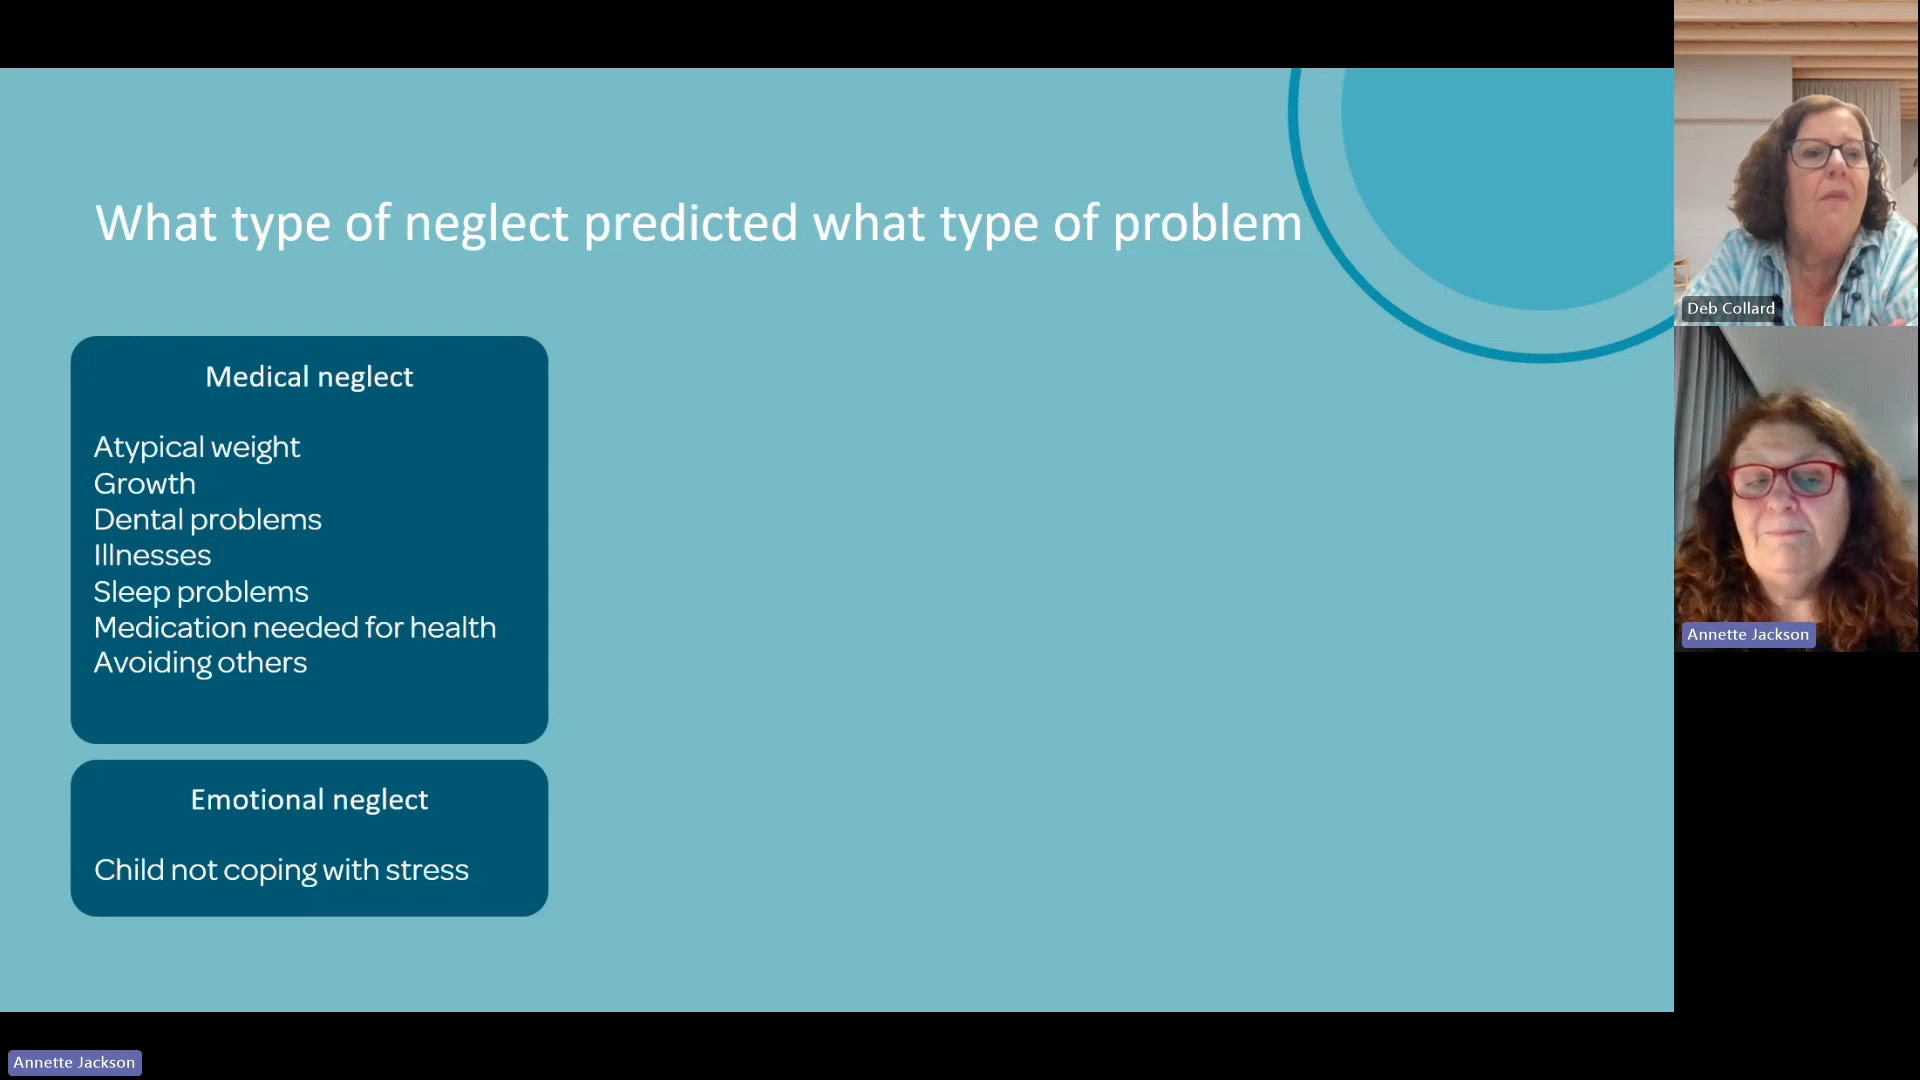 What type of neglect predicted what type of problem
Medical neglect
Atypical weight
Growth
Dental problems
Illnesses
Sleep problems
Medication needed for health
Avoiding others
Emotional neglect
Child not coping with stress
Deb Collard
Annette Jackson
Annette Jackson